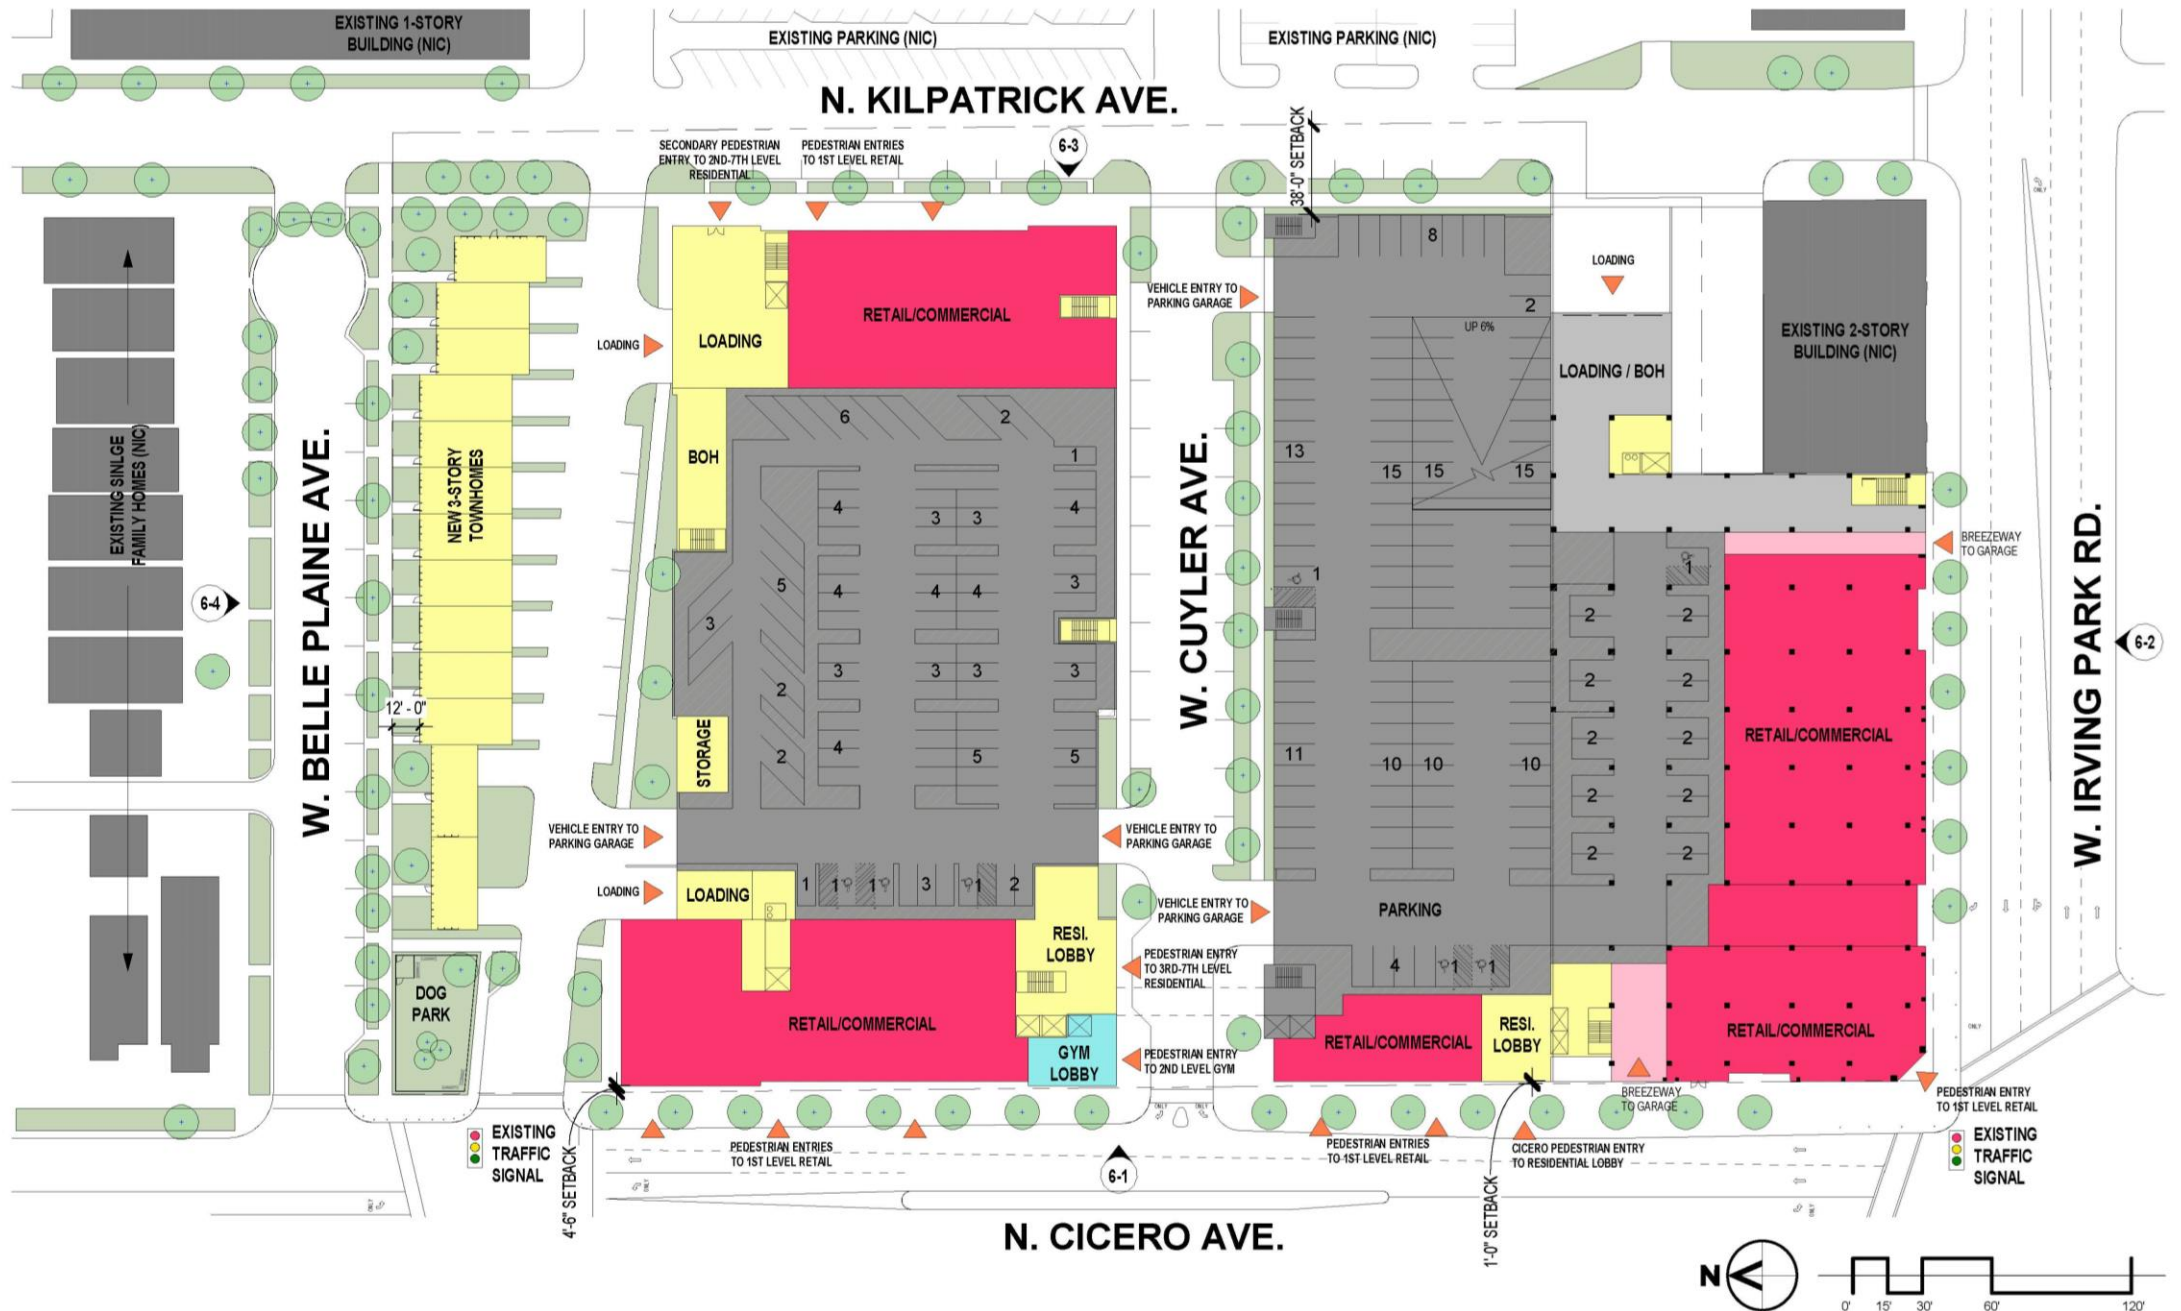 EXISTING 1-STORY
BUILDING (NIC)
EXISTING PARKING (NIC)
EXISTING PARKING (NIC)
N. KILPATRICK AVE.
38'-0" SETBACK
SECONDARY PEDESTRIAN
ENTRY TO 2ND-7TH LEVEL
RESIDENTIAL
PEDESTRIAN ENTRIES
TO 1ST LEVEL RETAIL
6-3
8
LOADING
VEHICLE ENTRY TO
PARKING GARAGE
2
UP 6%
RETAIL/COMMERCIAL
LOADING
LOADING
EXISTING 2-STORY
BUILDING (NIC)
LOADING / BOH
6
2
BOH
1
13
15
15
15
EXISTING SINLGE
FAMILY HOMES (NIC)
W. BELLE PLAINE AVE.
NEW 3-STORY
TOWNHOMES
W. CUYLER AVE.
W. IRVING PARK RD.
4
3
3
4
BREEZEWAY
TO GARAGE
5
4
4
4
3
1
1
6-4
3
2
2
6-2
2
3
3
3
3
2
2
12' - 0"
STORAGE
2
4
5
5
11
10
10
10
2
2
RETAIL/COMMERCIAL
2
2
VEHICLE ENTRY TO
PARKING GARAGE
VEHICLE ENTRY TO
PARKING GARAGE
2
2
LOADING
LOADING
1
1
1
3
1
2
VEHICLE ENTRY TO
PARKING GARAGE
PARKING
RESI.
LOBBY
PEDESTRIAN ENTRY
TO 3RD-7TH LEVEL
RESIDENTIAL
4
1
1
DOG
PARK
RETAIL/COMMERCIAL
GYM
LOBBY
PEDESTRIAN ENTRY
TO 2ND LEVEL GYM
RETAIL/COMMERCIAL
RESI.
LOBBY
RETAIL/COMMERCIAL
BREEZEWAY
TO GARAGE
PEDESTRIAN ENTRY
TO 1ST LEVEL RETAIL
ONLY
ONLY
ONLY
EXISTING
TRAFFIC
SIGNAL
4'-6" SETBACK
PEDESTRIAN ENTRIES
TO 1ST LEVEL RETAIL
6-1
PEDESTRIAN ENTRIES
TO 1ST LEVEL RETAIL
CICERO PEDESTRIAN ENTRY
TO RESIDENTIAL LOBBY
1'-0" SETBACK
EXISTING
TRAFFIC
SIGNAL
ONLY
ONLY
ONLY
ONLY
N. CICERO AVE.
N
0'
15'
30'
60'
120'